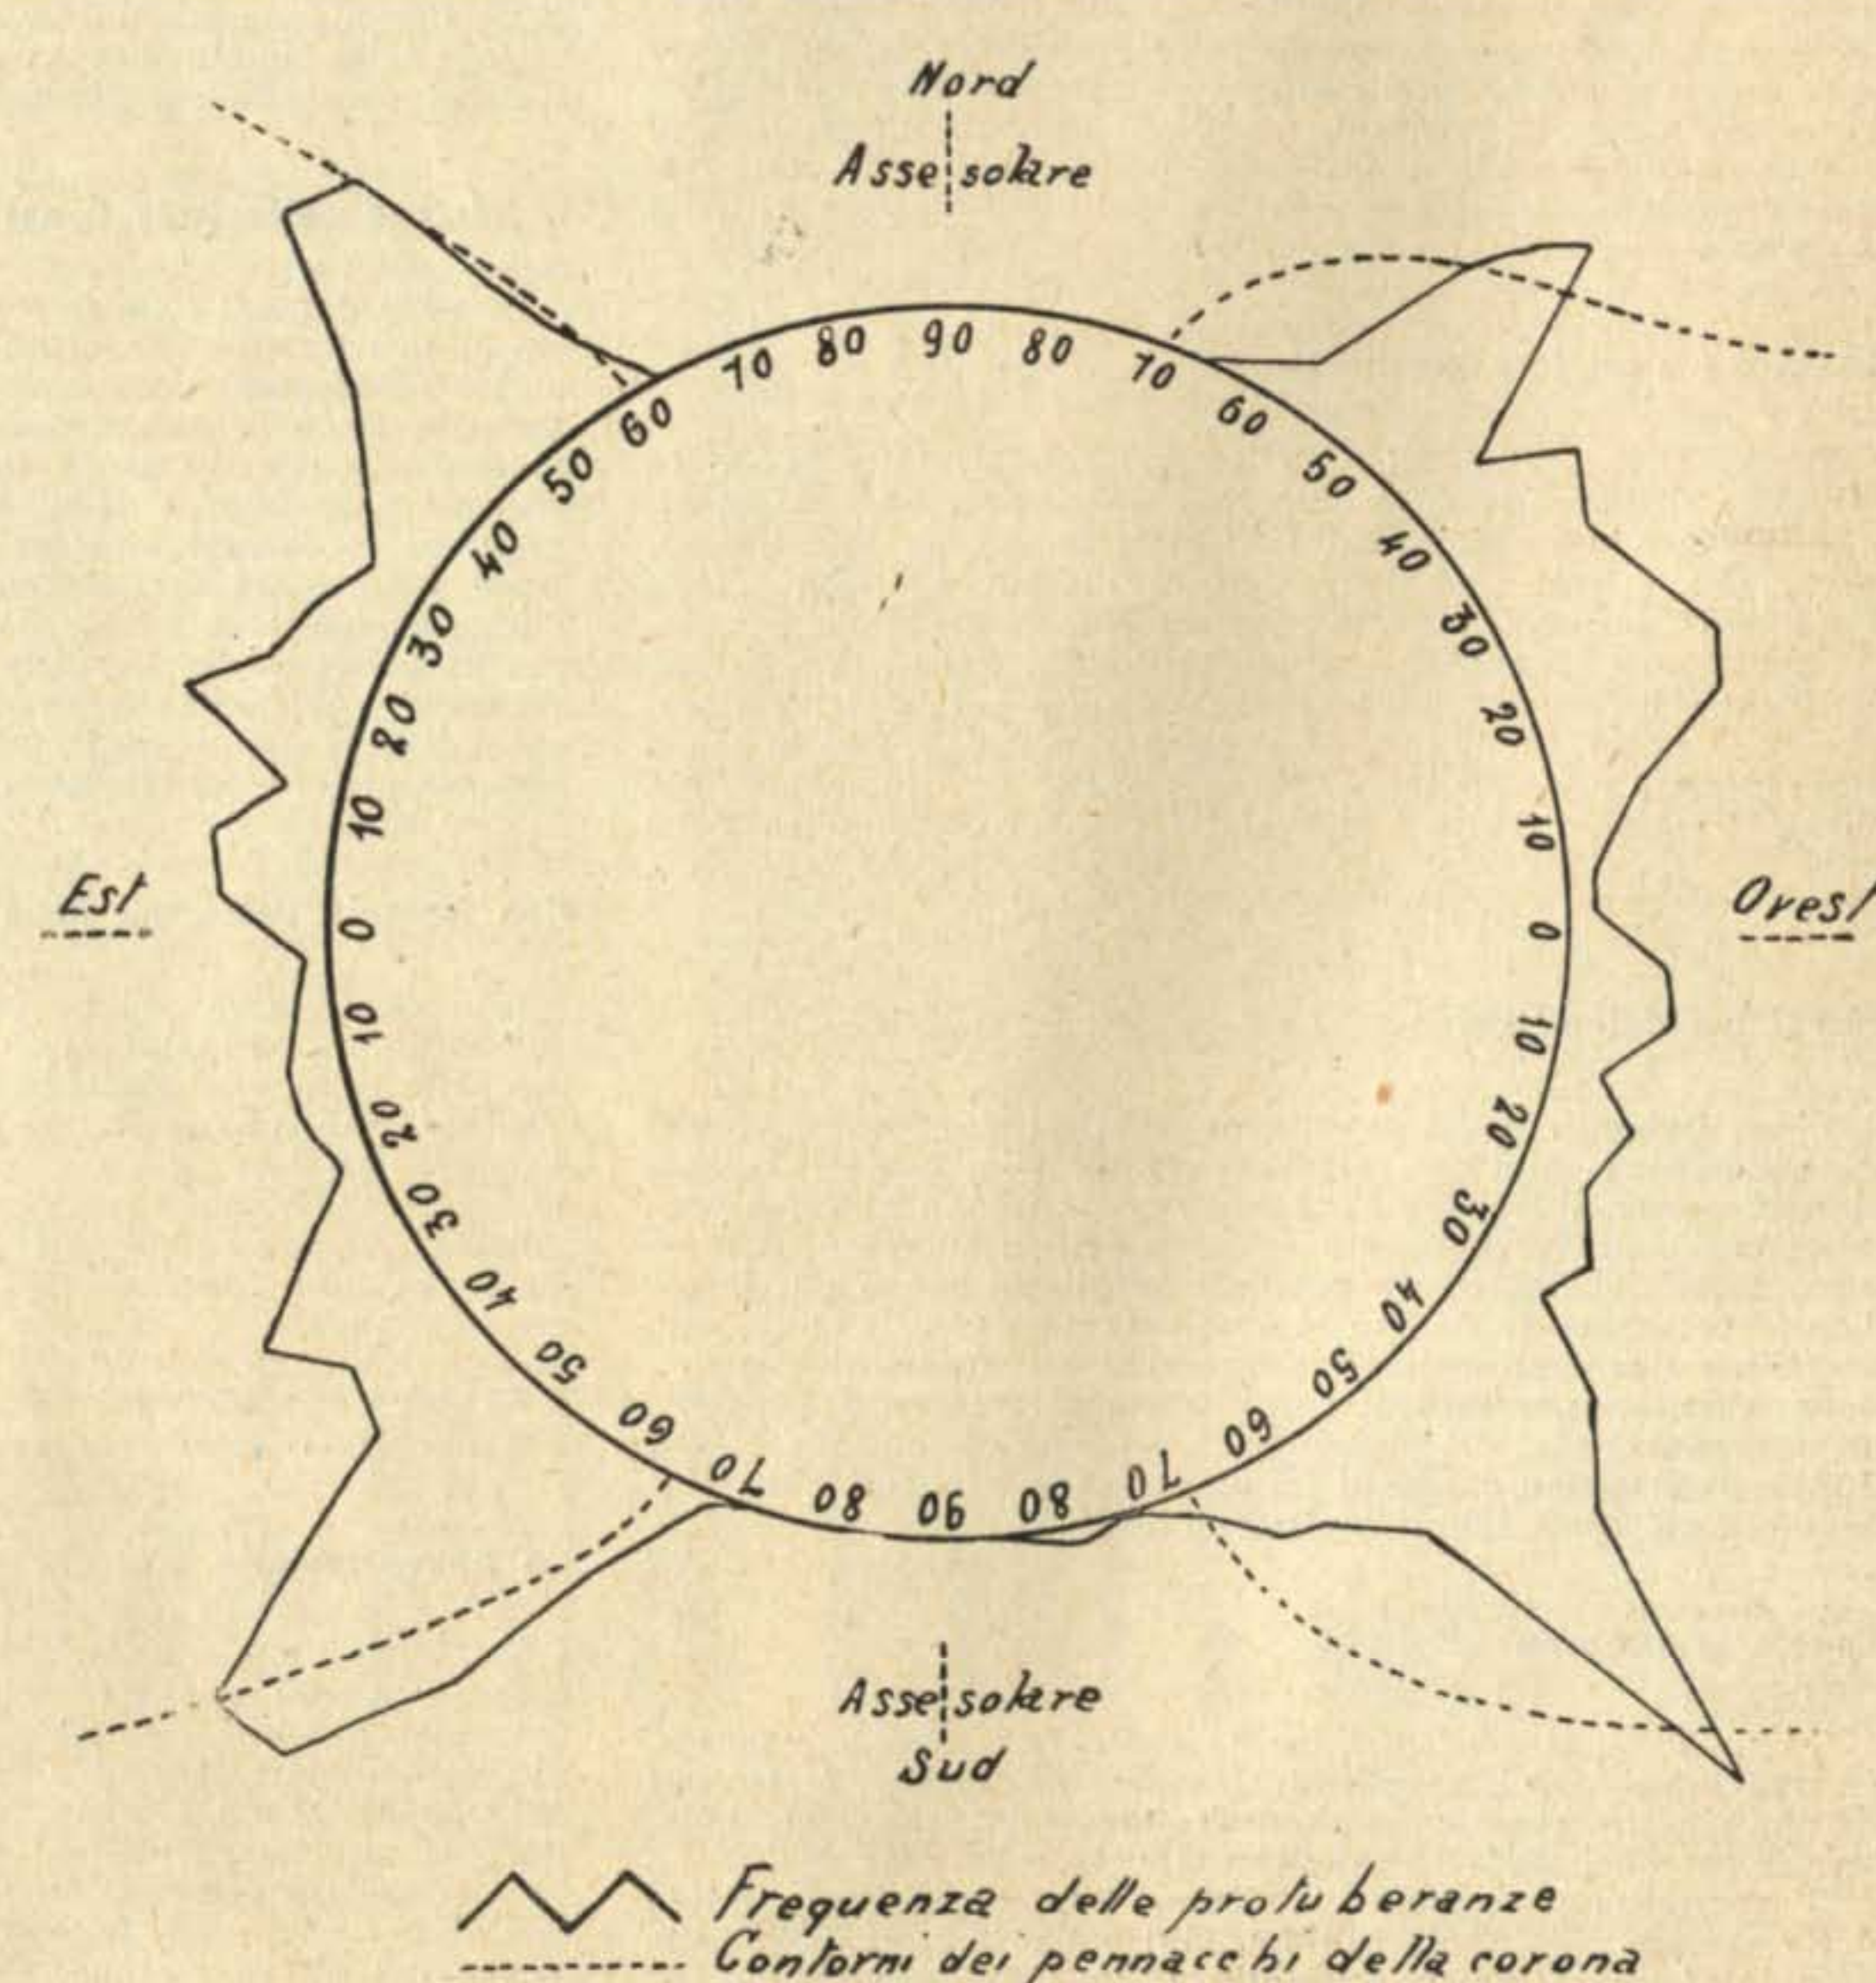 Nord
Asse solare
90
80 80
70 70
60 60
50 50
40 40
30 30
20 20
10 10
Est Ovest
0 0
10 10
20 20
30 30
40 40
50 50
60 60
70 70
80 90 80
Asse solare
Sud
Frequenza delle protuberanze
Contorni dei pennacchi della corona